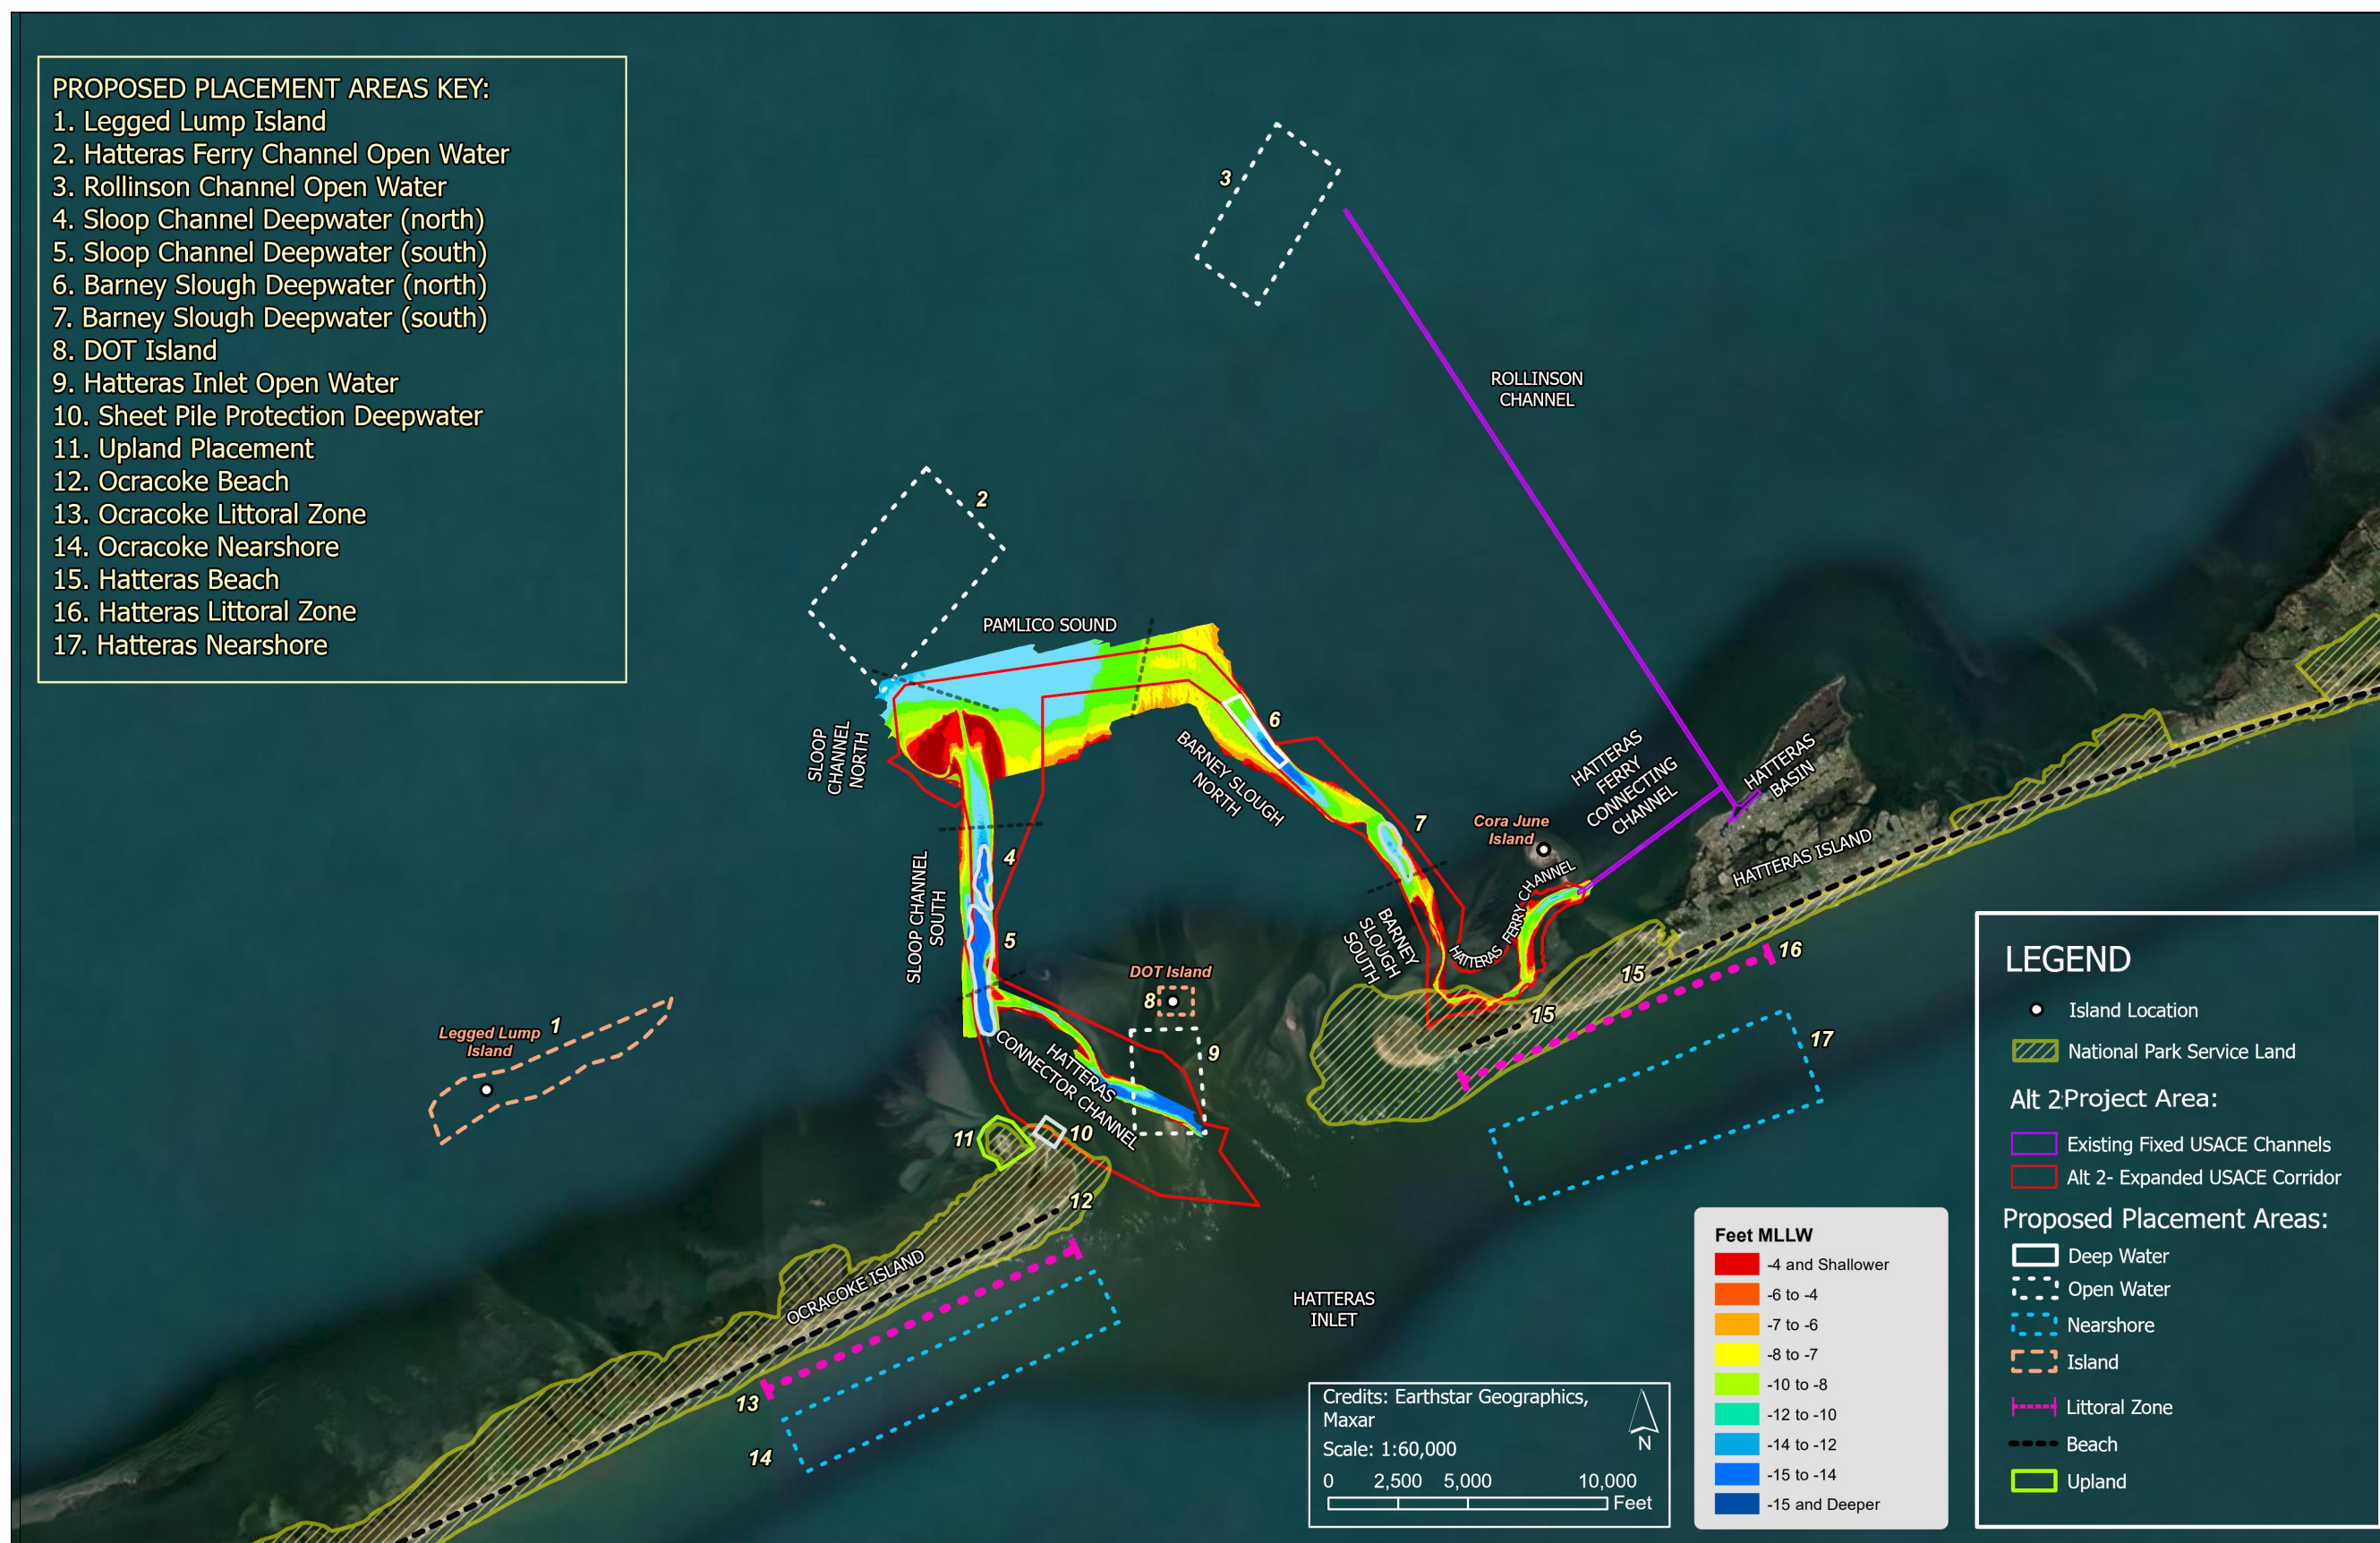 PROPOSED PLACEMENT AREAS KEY:
1. Legged Lump Island
2. Hatteras Ferry Channel Open Water
3. Rollinson Channel Open Water
4. Sloop Channel Deepwater (north)
5. Sloop Channel Deepwater (south)
6. Barney Slough Deepwater (north)
7. Barney Slough Deepwater (south)
8. DOT Island
9. Hatteras Inlet Open Water
10. Sheet Pile Protection Deepwater
11. Upland Placement
12. Ocracoke Beach
13. Ocracoke Littoral Zone
14. Ocracoke Nearshore
15. Hatteras Beach
16. Hatteras Littoral Zone
17. Hatteras Nearshore
3
ROLLINSON
CHANNEL
2
PAMLICO SOUND
SLOOP
CHANNEL
NORTH
6
BARNEY SLOUGH
NORTH
HATTERAS
FERRY
CONNECTING
CHANNEL
HATTERAS
BASIN
7
Cora June
Island
HATTERAS ISLAND
4
SLOOP CHANNEL
SOUTH
5
BARNEY
SLOUGH
SOUTH
HATTERAS FERRY CHANNEL
16
15
15
17
DOT Island
8
9
Legged Lump
Island
1
HATTERAS
CONNECTOR CHANNEL
10
11
12
OCRACOKE ISLAND
13
14
HATTERAS
INLET
Credits: Earthstar Geographics,
Maxar
Scale: 1:60,000
N
0 2,500 5,000 10,000
Feet
Feet MLLW
-4 and Shallower
-6 to -4
-7 to -6
-8 to -7
-10 to -8
-12 to -10
-14 to -12
-15 to -14
-15 and Deeper
LEGEND
Island Location
National Park Service Land
Alt 2 Project Area:
Existing Fixed USACE Channels
Alt 2- Expanded USACE Corridor
Proposed Placement Areas:
Deep Water
Open Water
Nearshore
Island
Littoral Zone
Beach
Upland